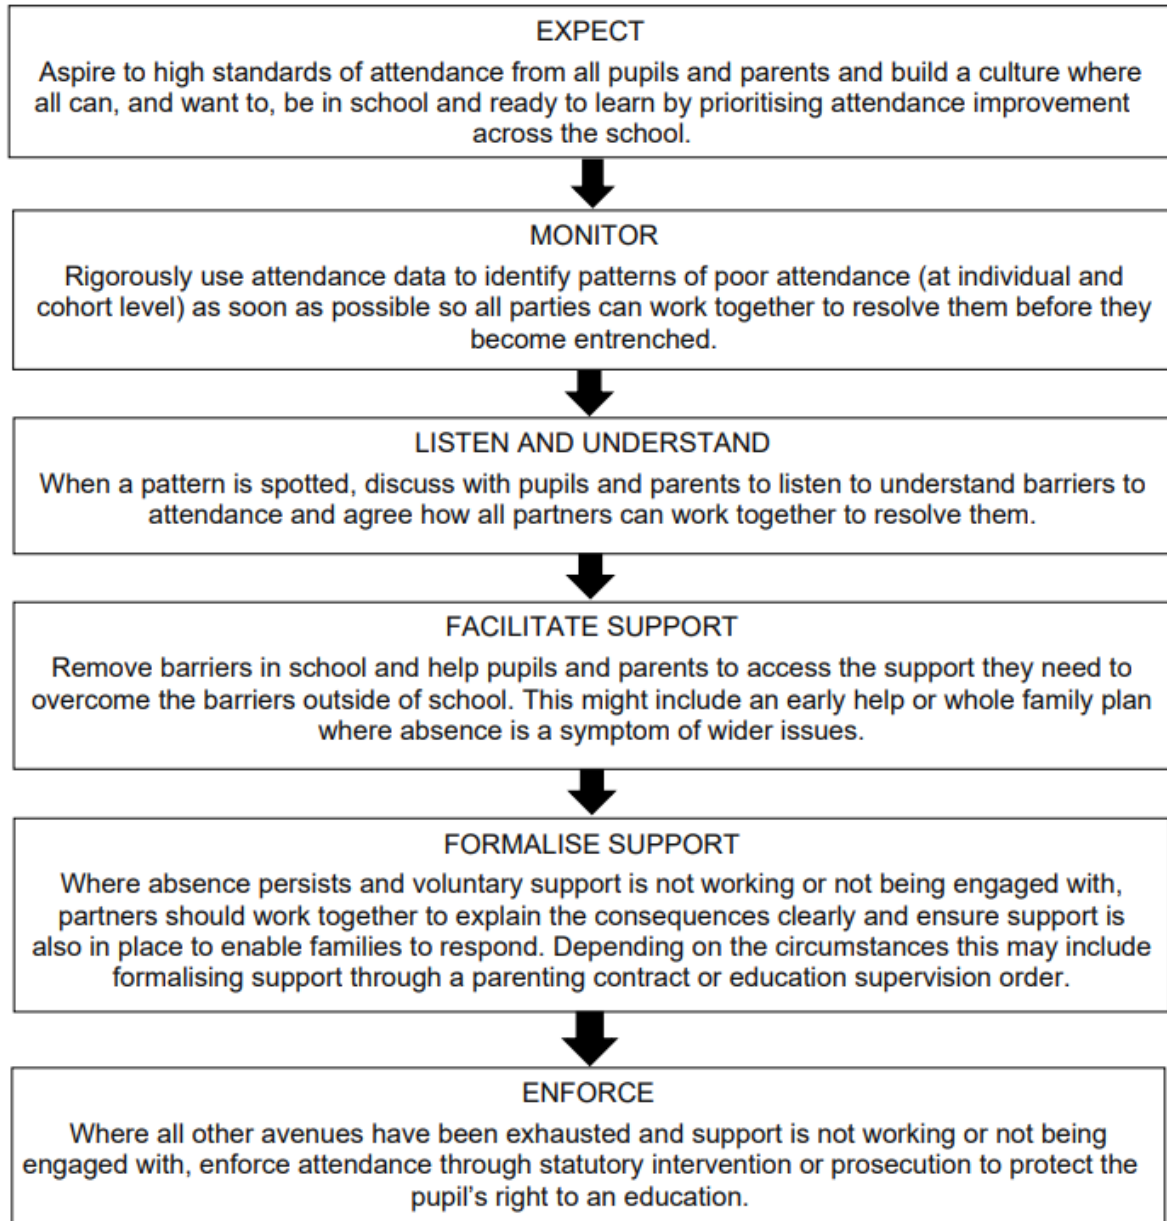 EXPECT
Aspire to high standards of attendance from all pupils and parents and build a culture where
all can, and want to, be in school and ready to learn by prioritising attendance improvement
across the school.
MONITOR
Rigorously use attendance data to identify patterns of poor attendance (at individual and
cohort level) as soon as possible so all parties can work together to resolve them before they
become entrenched.
LISTEN AND UNDERSTAND
When a pattern is spotted, discuss with pupils and parents to listen to understand barriers to
attendance and agree how all partners can work together to resolve them.
FACILITATE SUPPORT
Remove barriers in school and help pupils and parents to access the support they need to
overcome the barriers outside of school. This might include an early help or whole family plan
where absence is a symptom of wider issues.
FORMALISE SUPPORT
Where absence persists and voluntary support is not working or not being engaged with,
partners should work together to explain the consequences clearly and ensure support is
also in place to enable families to respond. Depending on the circumstances this may include
formalising support through a parenting contract or education supervision order.
ENFORCE
Where all other avenues have been exhausted and support is not working or not being
engaged with, enforce attendance through statutory intervention or prosecution to protect the
pupil's right to an education.